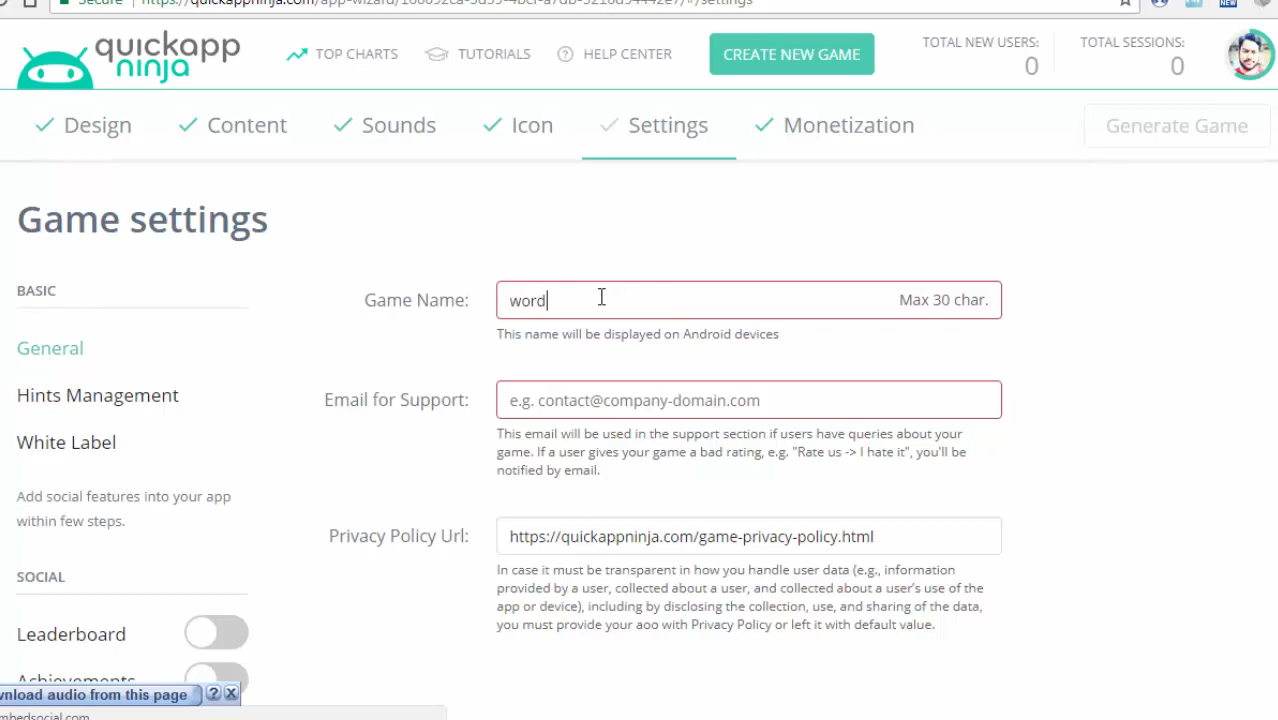 Secure
quickapp
ninja
TOP CHARTS
TUTORIALS
HELP CENTER
CREATE NEW GAME
TOTAL NEW USERS:
0
TOTAL SESSIONS:
0
NEW
Design
Content
Sounds
Icon
Settings
Monetization
Generate Game
Game settings
BASIC
General
Hints Management
White Label
Add social features into your app
within few steps.
SOCIAL
Leaderboard
Achievements
Game Name:
word
Max 30 char.
This name will be displayed on Android devices
Email for Support:
e.g. contact@company-domain.com
This email will be used in the support section if users have queries about your
game. If a user gives your game a bad rating, e.g. "Rate us -> I hate it", you'll be
notified by email.
Privacy Policy Url:
https://quickappninja.com/game-privacy-policy.html
In case it must be transparent in how you handle user data (e.g., information
provided by a user, collected about a user, and collected about a user's use of the
app or device), including by disclosing the collection, use, and sharing of the data,
you must provide your aoo with Privacy Policy or left it with default value.
wnload audio from this page
? X